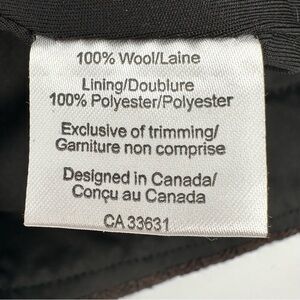 100% Wool/Laine
Lining/Doublure
100% Polyester/Polyester
Exclusive of trimming/
Garniture non comprise
Designed in Canada/
Conçu au Canada
CA 33631